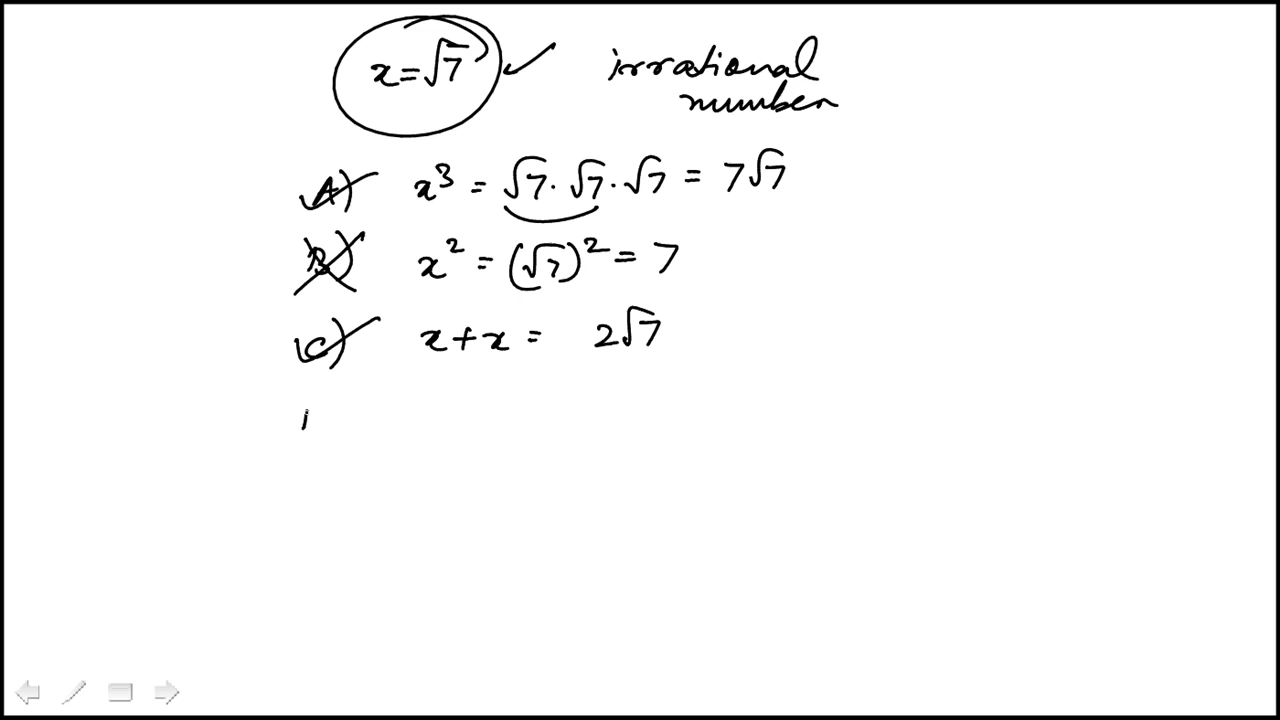 x=√7 irrational
number
A) x³ = √7 · √7 · √7 = 7√7
B) x² = (√7)² = 7
C) x+x = 2√7